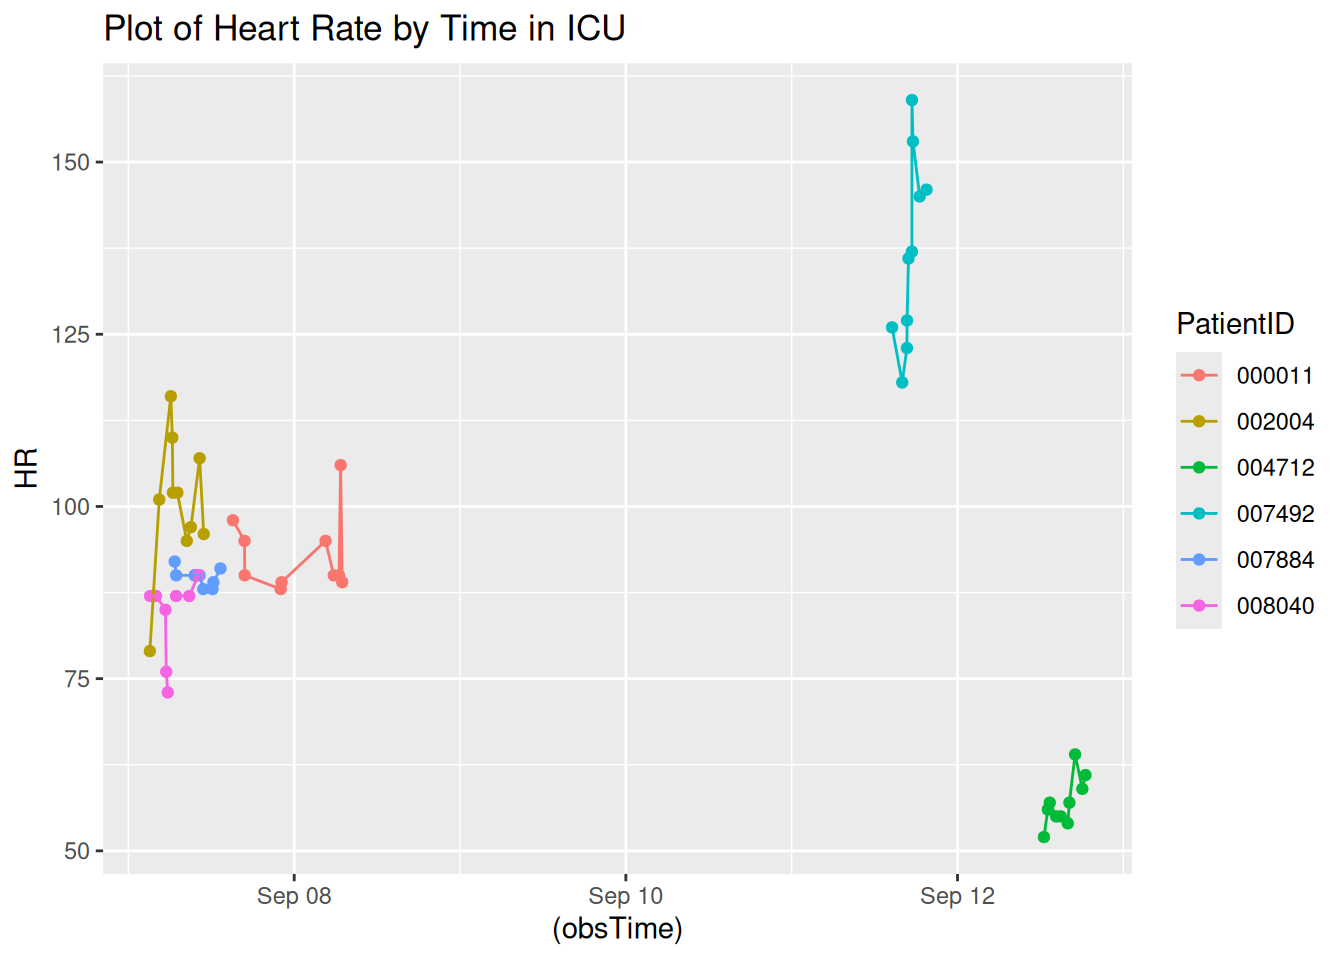 Plot of Heart Rate by Time in ICU
HR
150
125
100
75
50
Sep 08
Sep 10
Sep 12
(obsTime)
PatientID
000011
002004
004712
007492
007884
008040